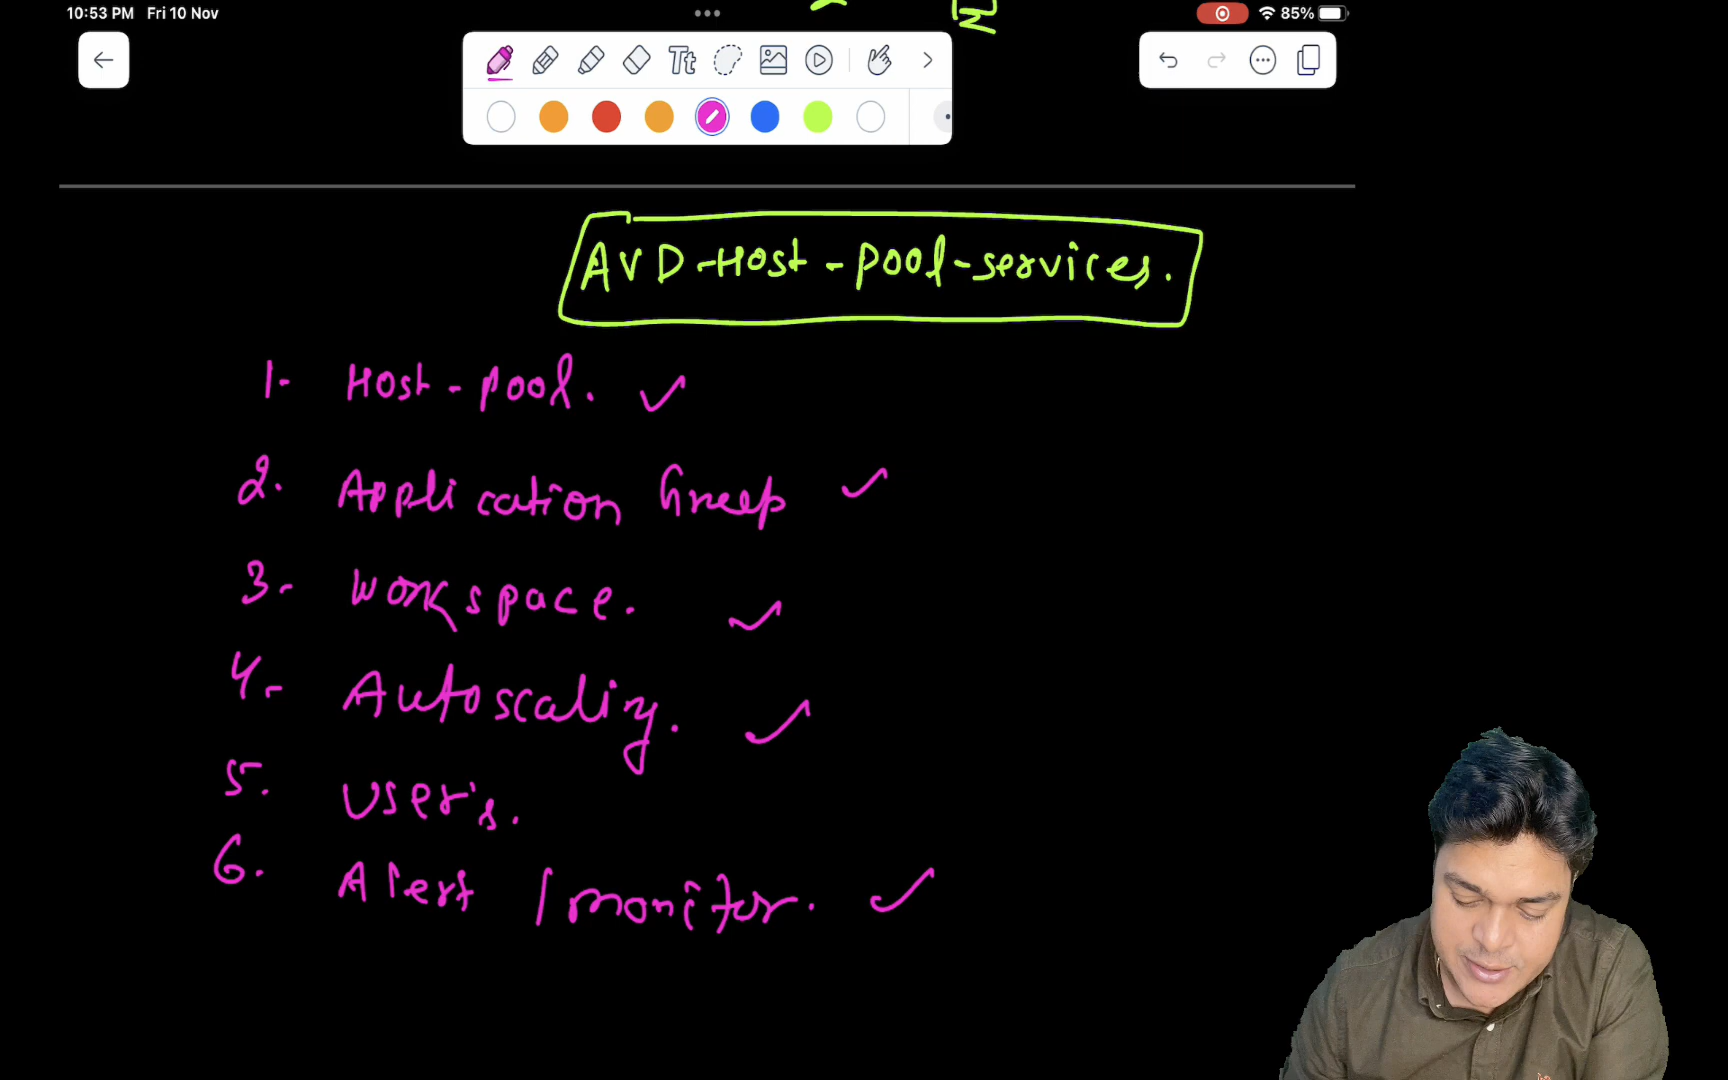 10:53 PM Fri 10 Nov
85%
Tt
AVD-Host-pool-services.
1- Host-pool.
2. Application Group
3- Workspace.
4- Autoscaling.
5. User's.
6. Alert / monitor.